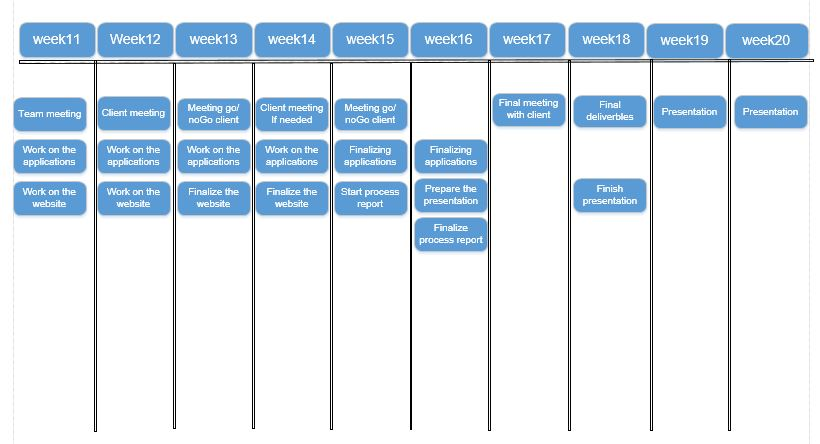 week11
Week12
week13
week14
week15
week16
week17
week18
week19
week20
Team meeting
Client meeting
Meeting go/
noGo client
Client meeting
If needed
Meeting go/
noGo client
Final meeting
with client
Final
deliverbles
Presentation
Presentation
Work on the
applications
Work on the
applications
Work on the
applications
Work on the
applications
Finalizing
applications
Finalizing
applications
Work on the
website
Work on the
website
Finalize the
website
Finalize the
website
Start process
report
Prepare the
presentation
Finish
presentation
Finalize
process report